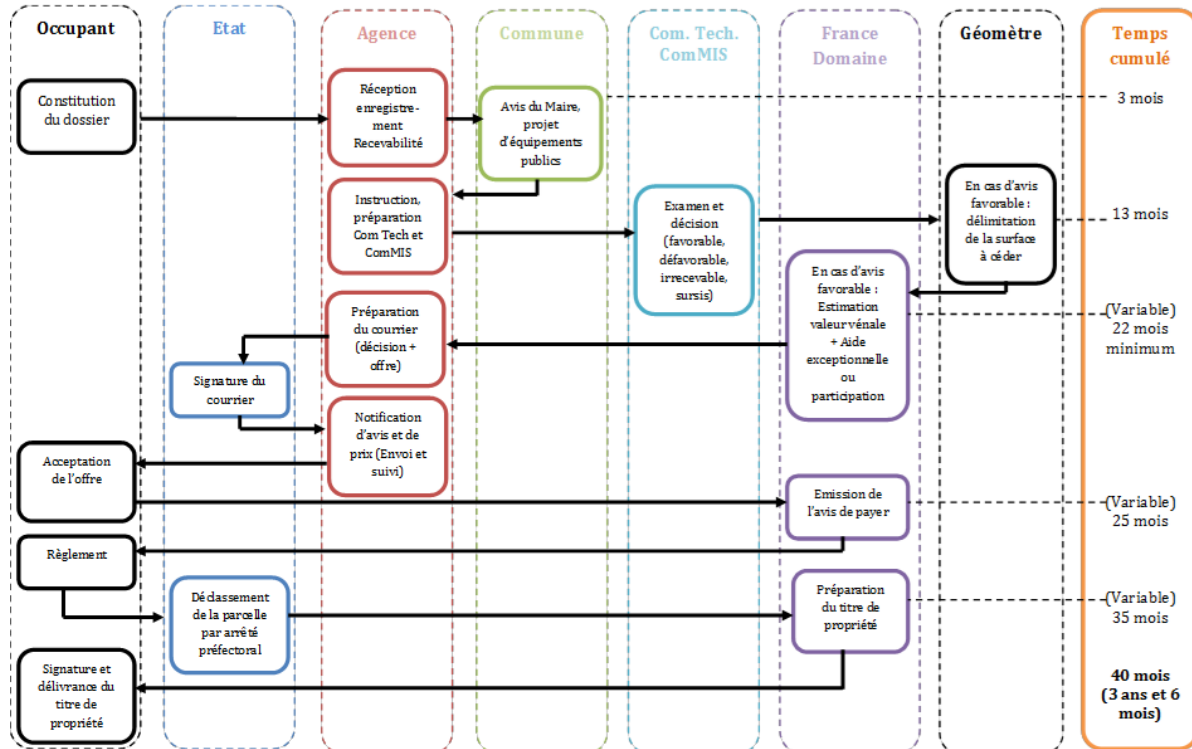 Occupant
Etat
Agence
Commune
Com. Tech.
ComMIS
France
Domaine
Géomètre
Temps
cumulé
Constitution
du dossier
Réception
enregistre-
ment
Recevabilité
Avis du Maire,
projet
d'équipements
publics
3 mois
Instruction,
préparation
Com Tech et
ComMIS
Examen et
décision
(favorable,
défavorable,
irrecevable,
sursis)
En cas d'avis
favorable :
délimitation
de la surface
à céder
13 mois
En cas d'avis
favorable :
Estimation
valeur vénale
+ Aide
exceptionnelle
ou
participation
(Variable)
22 mois
minimum
Préparation
du courrier
(décision +
offre)
Signature du
courrier
Notification
d'avis et de
prix (Envoi et
suivi)
Acceptation
de l'offre
Emission de
l'avis de payer
(Variable)
25 mois
Règlement
Déclassement
de la parcelle
par arrêté
préfectoral
Préparation
du titre de
propriété
(Variable)
35 mois
Signature et
délivrance du
titre de
propriété
40 mois
(3 ans et 6
mois)